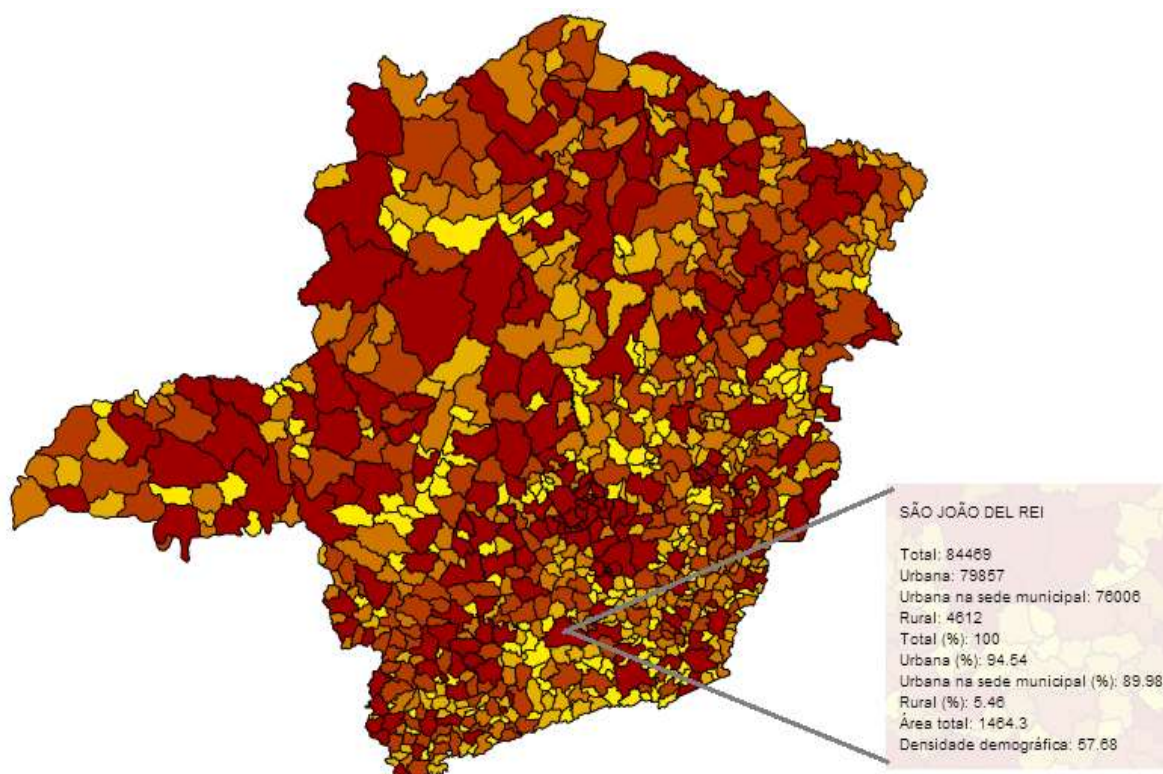 SÃO JOÃO DEL REI
Total: 84469
Urbana: 79857
Urbana na sede municipal: 76006
Rural: 4612
Total (%): 100
Urbana (%): 94.54
Urbana na sede municipal (%): 89.98
Rural (%): 5.46
Área total: 1464.3
Densidade demográfica: 57.68